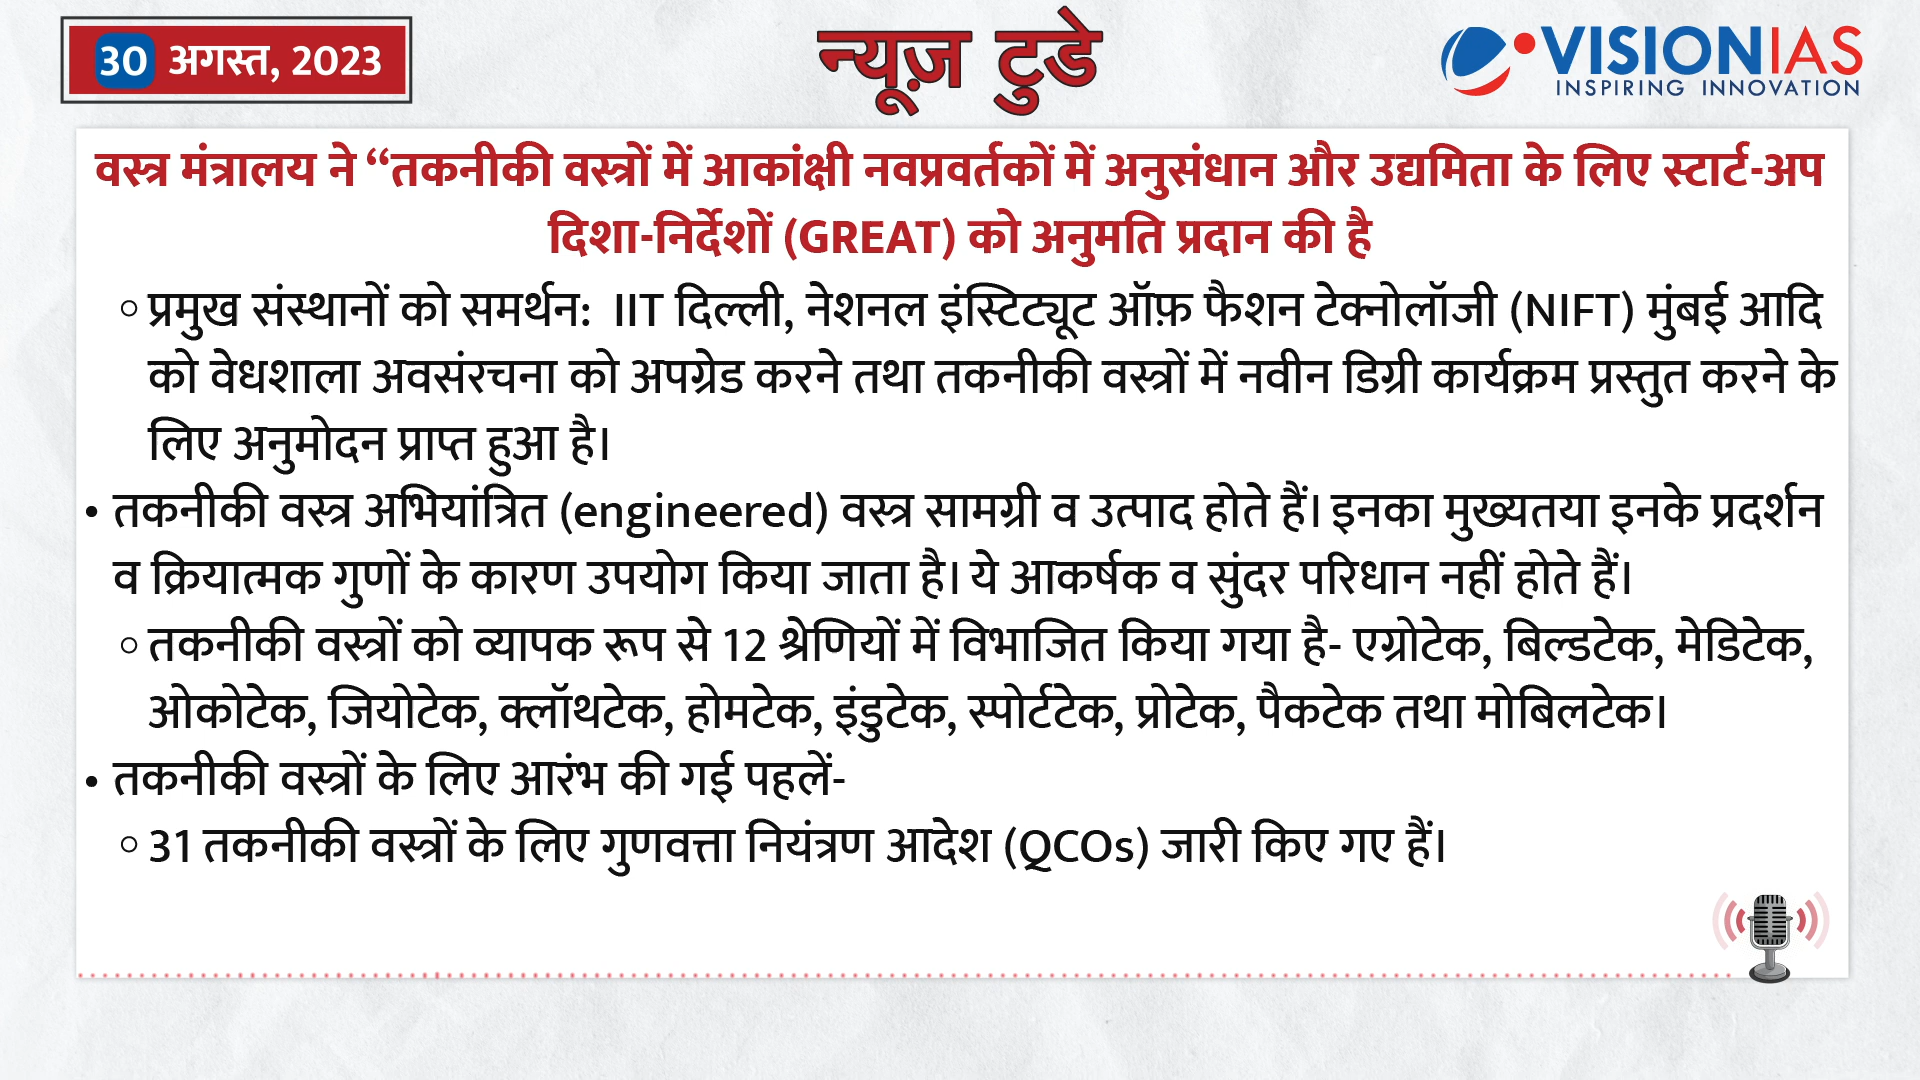 30 अगस्त, 2023
न्यूज़ टुडे
VISIONIAS
INSPIRING INNOVATION
वस्त्र मंत्रालय ने “तकनीकी वस्त्रों में आकांक्षी नवप्रवर्तकों में अनुसंधान और उद्यमिता के लिए स्टार्ट-अप
दिशा-निर्देशों (GREAT) को अनुमति प्रदान की है
○ प्रमुख संस्थानों को समर्थन: IIT दिल्ली, नेशनल इंस्टिट्यूट ऑफ़ फैशन टेक्नोलॉजी (NIFT) मुंबई आदि
को वेधशाला अवसंरचना को अपग्रेड करने तथा तकनीकी वस्त्रों में नवीन डिग्री कार्यक्रम प्रस्तुत करने के
लिए अनुमोदन प्राप्त हुआ है।
• तकनीकी वस्त्र अभियांत्रित (engineered) वस्त्र सामग्री व उत्पाद होते हैं। इनका मुख्यतया इनके प्रदर्शन
व क्रियात्मक गुणों के कारण उपयोग किया जाता है। ये आकर्षक व सुंदर परिधान नहीं होते हैं।
○ तकनीकी वस्त्रों को व्यापक रूप से 12 श्रेणियों में विभाजित किया गया है- एग्रोटेक, बिल्डटेक, मेडिटेक,
ओकोटेक, जियोटेक, क्लॉथटेक, होमटेक, इंडुटेक, स्पोर्टटेक, प्रोटेक, पैकटेक तथा मोबिलटेक।
• तकनीकी वस्त्रों के लिए आरंभ की गई पहलें-
○ 31 तकनीकी वस्त्रों के लिए गुणवत्ता नियंत्रण आदेश (QCOs) जारी किए गए हैं।